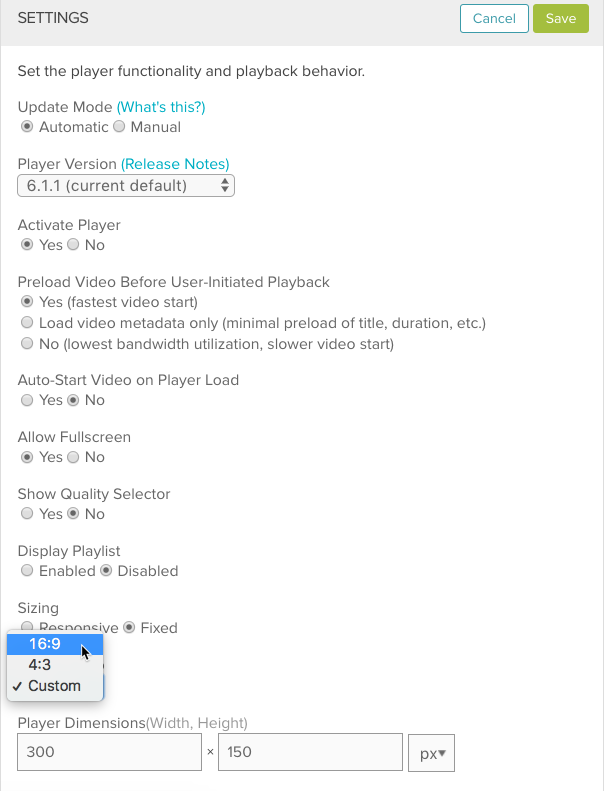 SETTINGS Cancel Save
Set the player functionality and playback behavior.
Update Mode (What's this?)
Automatic Manual
Player Version (Release Notes)
6.1.1 (current default)
Activate Player
Yes No
Preload Video Before User-Initiated Playback
Yes (fastest video start)
Load video metadata only (minimal preload of title, duration, etc.)
No (lowest bandwidth utilization, slower video start)
Auto-Start Video on Player Load
Yes No
Allow Fullscreen
Yes No
Show Quality Selector
Yes No
Display Playlist
Enabled Disabled
Sizing
Responsive Fixed
16:9
4:3
✓ Custom
Player Dimensions(Width, Height)
300 × 150 px▾